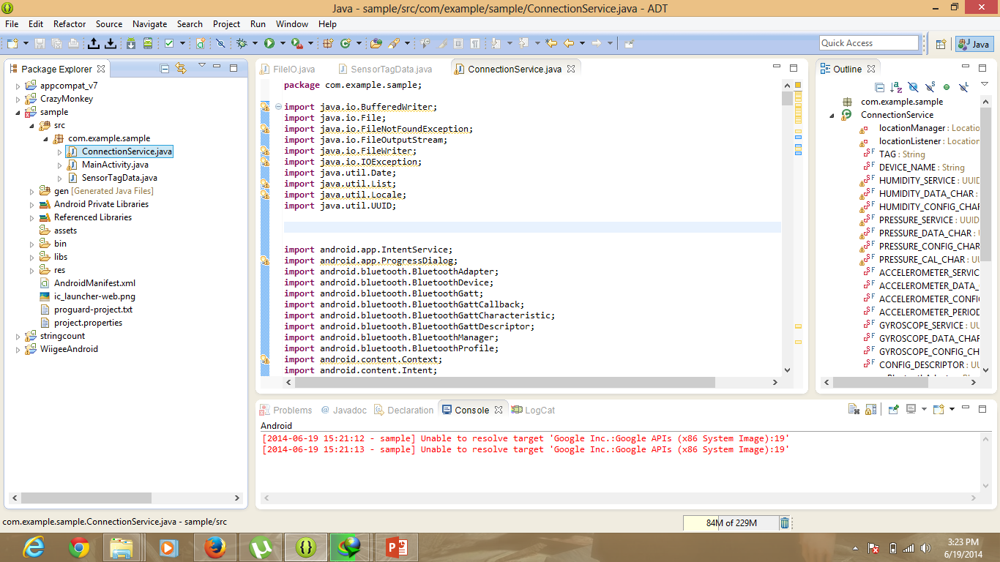 Java - sample/src/com/example/sample/ConnectionService.java - ADT
File Edit Refactor Source Navigate Search Project Run Window Help
Quick Access
Java
Package Explorer
appcompat_v7
CrazyMonkey
sample
src
com.example.sample
ConnectionService.java
MainActivity.java
SensorTagData.java
gen [Generated Java Files]
Android Private Libraries
Referenced Libraries
assets
bin
libs
res
AndroidManifest.xml
ic_launcher-web.png
proguard-project.txt
project.properties
stringcount
WiigeeAndroid
FileIO.java SensorTagData.java ConnectionService.java
package com.example.sample;
import java.io.BufferedWriter;
import java.io.File;
import java.io.FileNotFoundException;
import java.io.FileOutputStream;
import java.io.FileWriter;
import java.io.IOException;
import java.util.Date;
import java.util.List;
import java.util.Locale;
import java.util.UUID;
import android.app.IntentService;
import android.app.ProgressDialog;
import android.bluetooth.BluetoothAdapter;
import android.bluetooth.BluetoothDevice;
import android.bluetooth.BluetoothGatt;
import android.bluetooth.BluetoothGattCallback;
import android.bluetooth.BluetoothGattCharacteristic;
import android.bluetooth.BluetoothGattDescriptor;
import android.bluetooth.BluetoothManager;
import android.bluetooth.BluetoothProfile;
import android.content.Context;
import android.content.Intent;
Outline
com.example.sample
ConnectionService
locationManager : Locatio
locationListener : Location
TAG : String
DEVICE_NAME : String
HUMIDITY_SERVICE : UUID
HUMIDITY_DATA_CHAR :
HUMIDITY_CONFIG_CHAR
PRESSURE_SERVICE : UUID
PRESSURE_DATA_CHAR : U
PRESSURE_CONFIG_CHAR
PRESSURE_CAL_CHAR : UU
ACCELEROMETER_SERVIC
ACCELEROMETER_DATA_
ACCELEROMETER_CONFI
ACCELEROMETER_PERIOD
GYROSCOPE_SERVICE : UU
GYROSCOPE_DATA_CHAR
GYROSCOPE_CONFIG_CH
CONFIG_DESCRIPTOR : UU
Problems @ Javadoc Declaration Console LogCat
Android
[2014-06-19 15:21:12 - sample] Unable to resolve target 'Google Inc.:Google APIs (x86 System Image):19'
[2014-06-19 15:21:13 - sample] Unable to resolve target 'Google Inc.:Google APIs (x86 System Image):19'
com.example.sample.ConnectionService.java - sample/src
84M of 229M
3:23 PM
6/19/2014